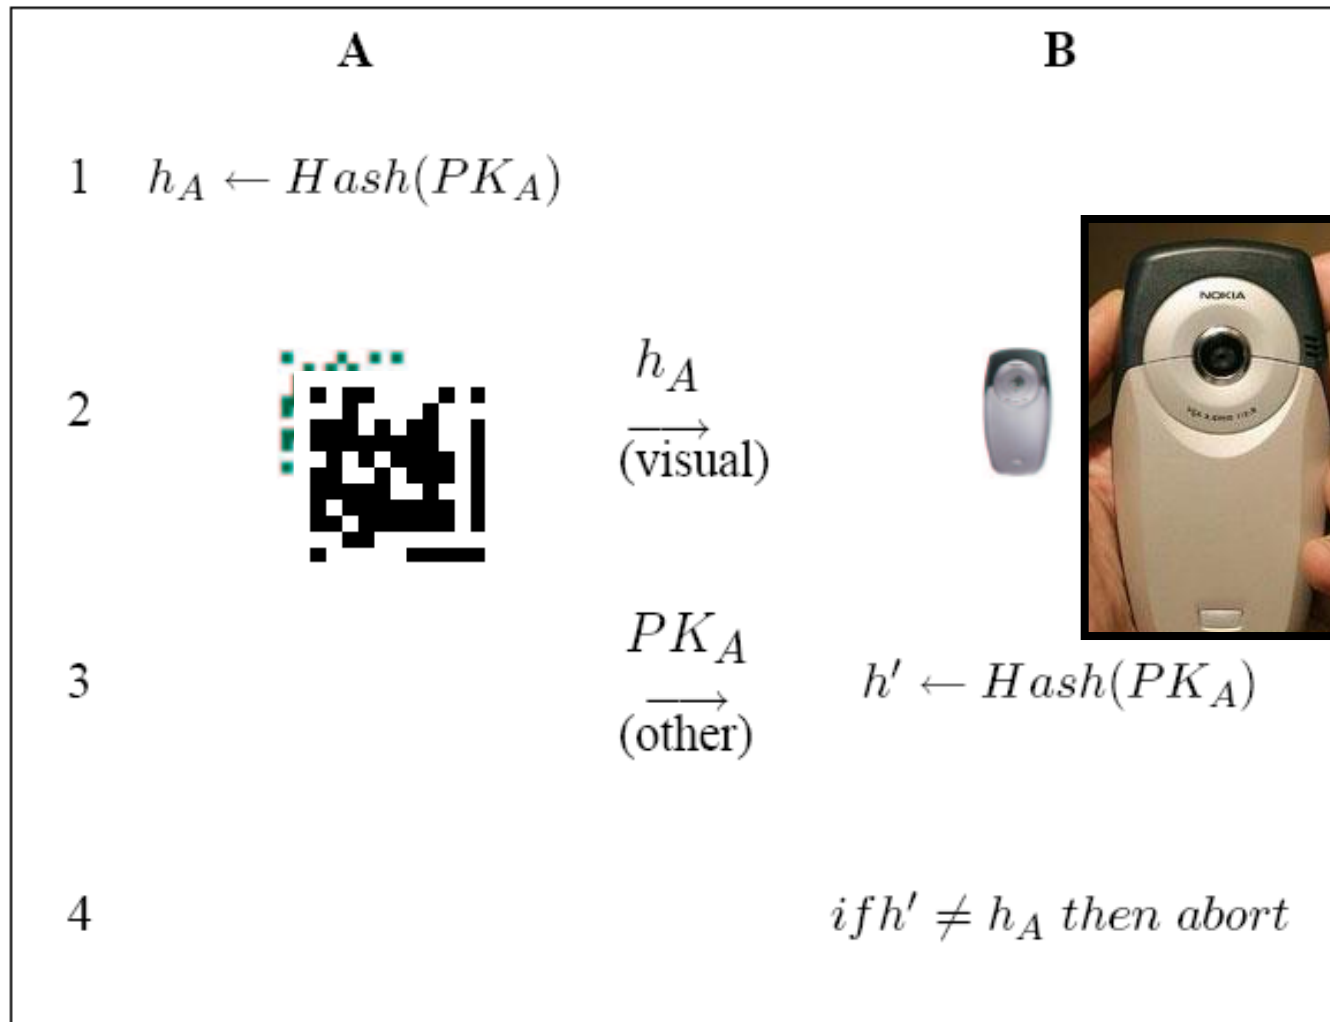 A B
1 h_A ← Hash(PK_A)
NOKIA
2 h_A
→
(visual)
PK_A
3 → h′ ← Hash(PK_A)
(other)
4 if h′ ≠ h_A then abort